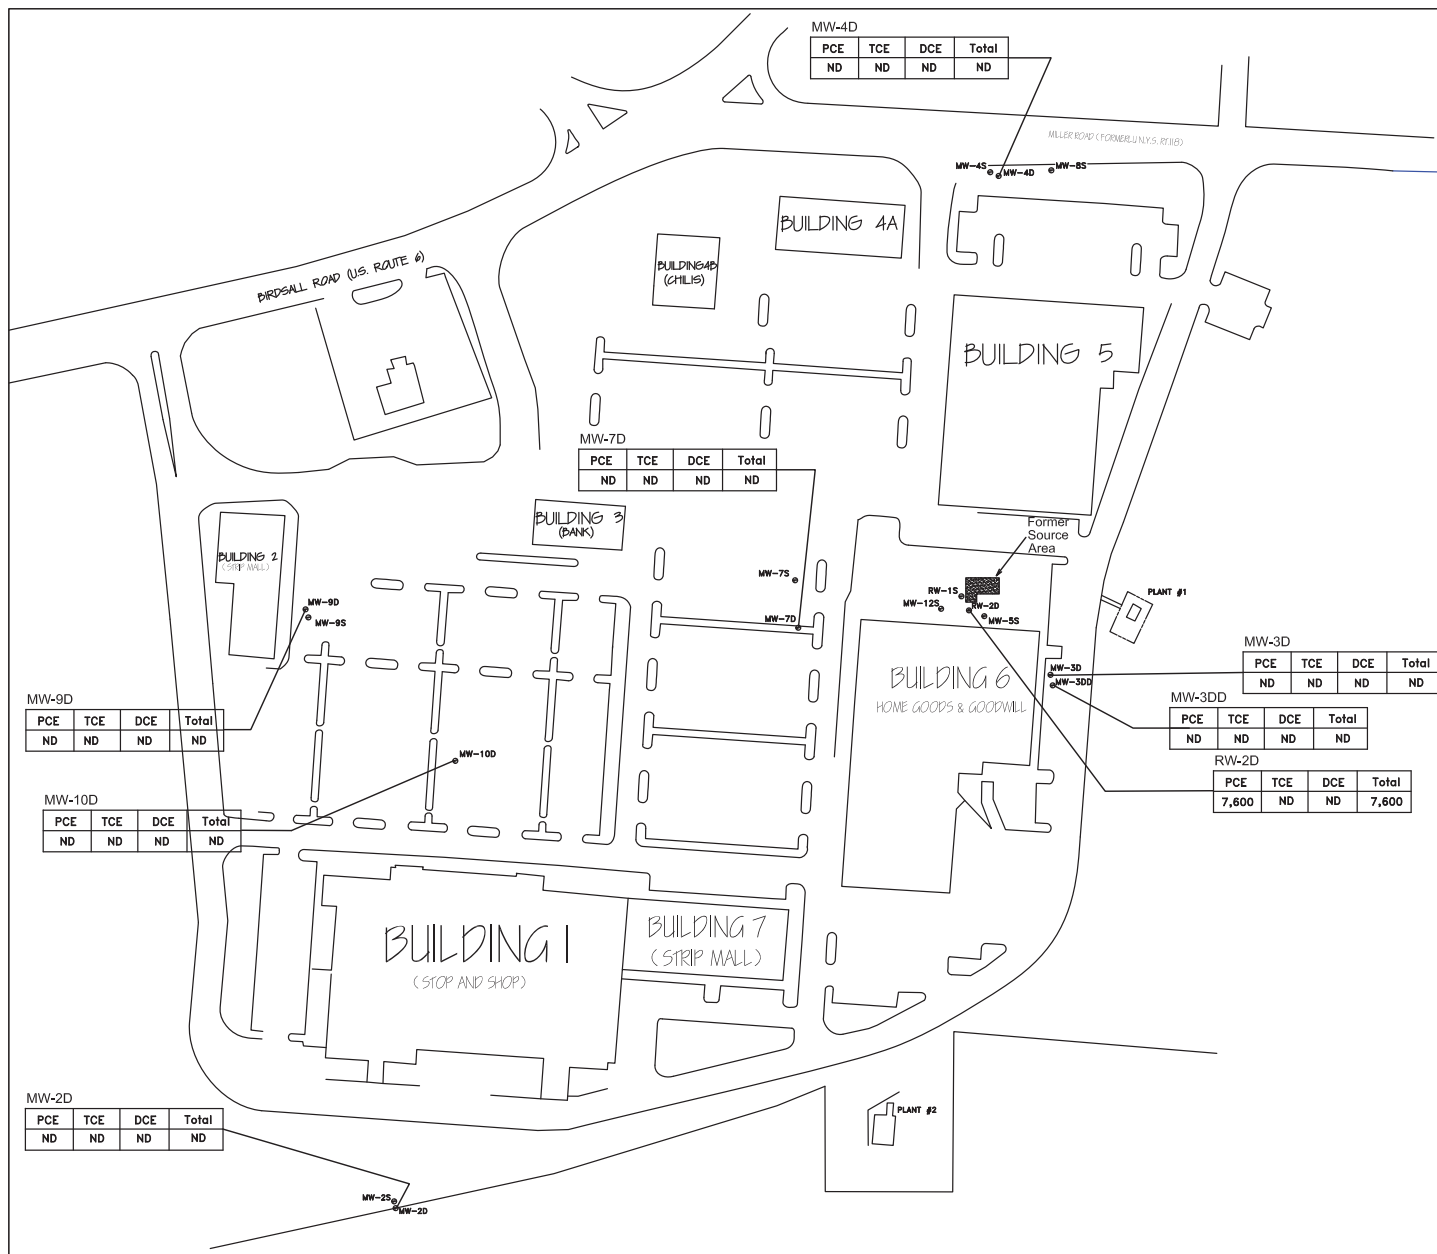 MW-4D
PCE TCE DCE Total
ND ND ND ND
MILLER ROAD (FORMERLLI N.Y.S. RT.118)
MW-4S
MW-4D
MW-8S
BUILDING 4A
BUILDING4B
(CHILIS)
BIRDSALL ROAD (U.S. ROUTE 6)
BUILDING 5
MW-7D
PCE TCE DCE Total
ND ND ND ND
BUILDING 3
(BANK)
Former
Source
Area
BUILDING 2
(STRIP MALL)
MW-7S
MW-7D
RW-1S
MW-12S
RW-2D
MW-5S
PLANT #1
MW-9D
MW-9S
MW-3D
PCE TCE DCE Total
ND ND ND ND
MW-3D
MW-3DD
BUILDING 6
HOME GOODS & GOODWILL
MW-3DD
PCE TCE DCE Total
ND ND ND ND
MW-9D
PCE TCE DCE Total
ND ND ND ND
MW-10D
RW-2D
PCE TCE DCE Total
7,600 ND ND 7,600
MW-10D
PCE TCE DCE Total
ND ND ND ND
BUILDING 1
(STOP AND SHOP)
BUILDING 7
(STRIP MALL)
MW-2D
PCE TCE DCE Total
ND ND ND ND
PLANT #2
MW-2S
MW-2D